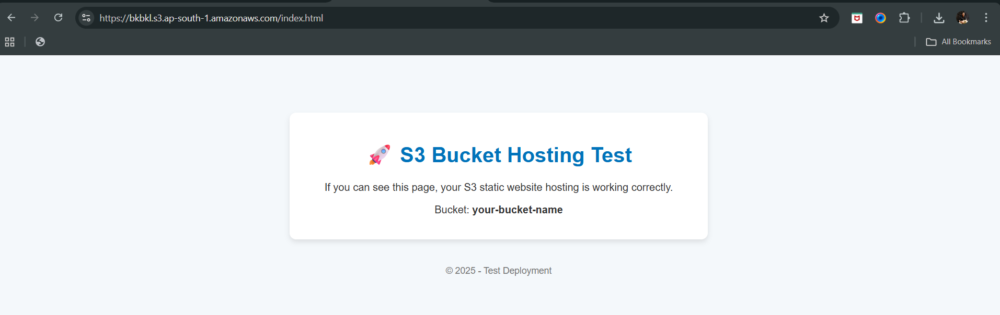 https://bkbkl.s3.ap-south-1.amazonaws.com/index.html
All Bookmarks
🚀 S3 Bucket Hosting Test
If you can see this page, your S3 static website hosting is working correctly.
Bucket: your-bucket-name
© 2025 - Test Deployment